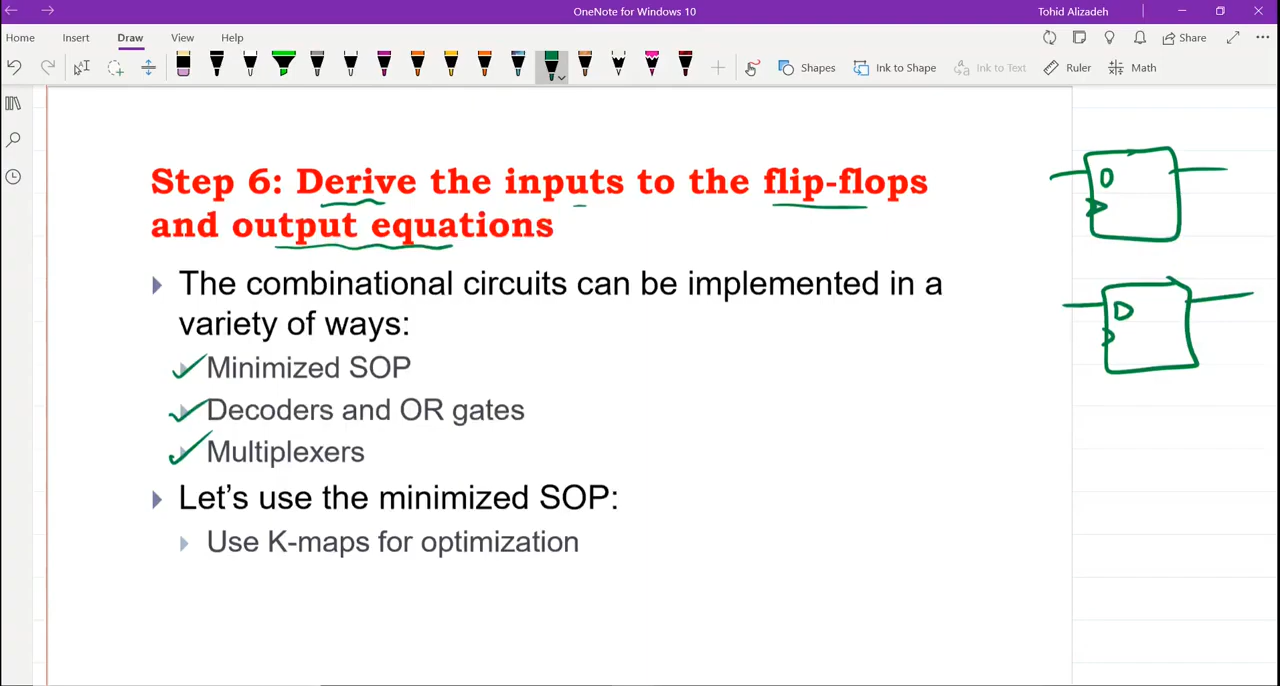 OneNote for Windows 10
Tohid Alizadeh
Home Insert Draw View Help
Share
Shapes Ink to Shape Ink to Text Ruler Math
Step 6: Derive the inputs to the flip-flops
and output equations
The combinational circuits can be implemented in a
variety of ways:
Minimized SOP
Decoders and OR gates
Multiplexers
Let's use the minimized SOP:
Use K-maps for optimization
D
D